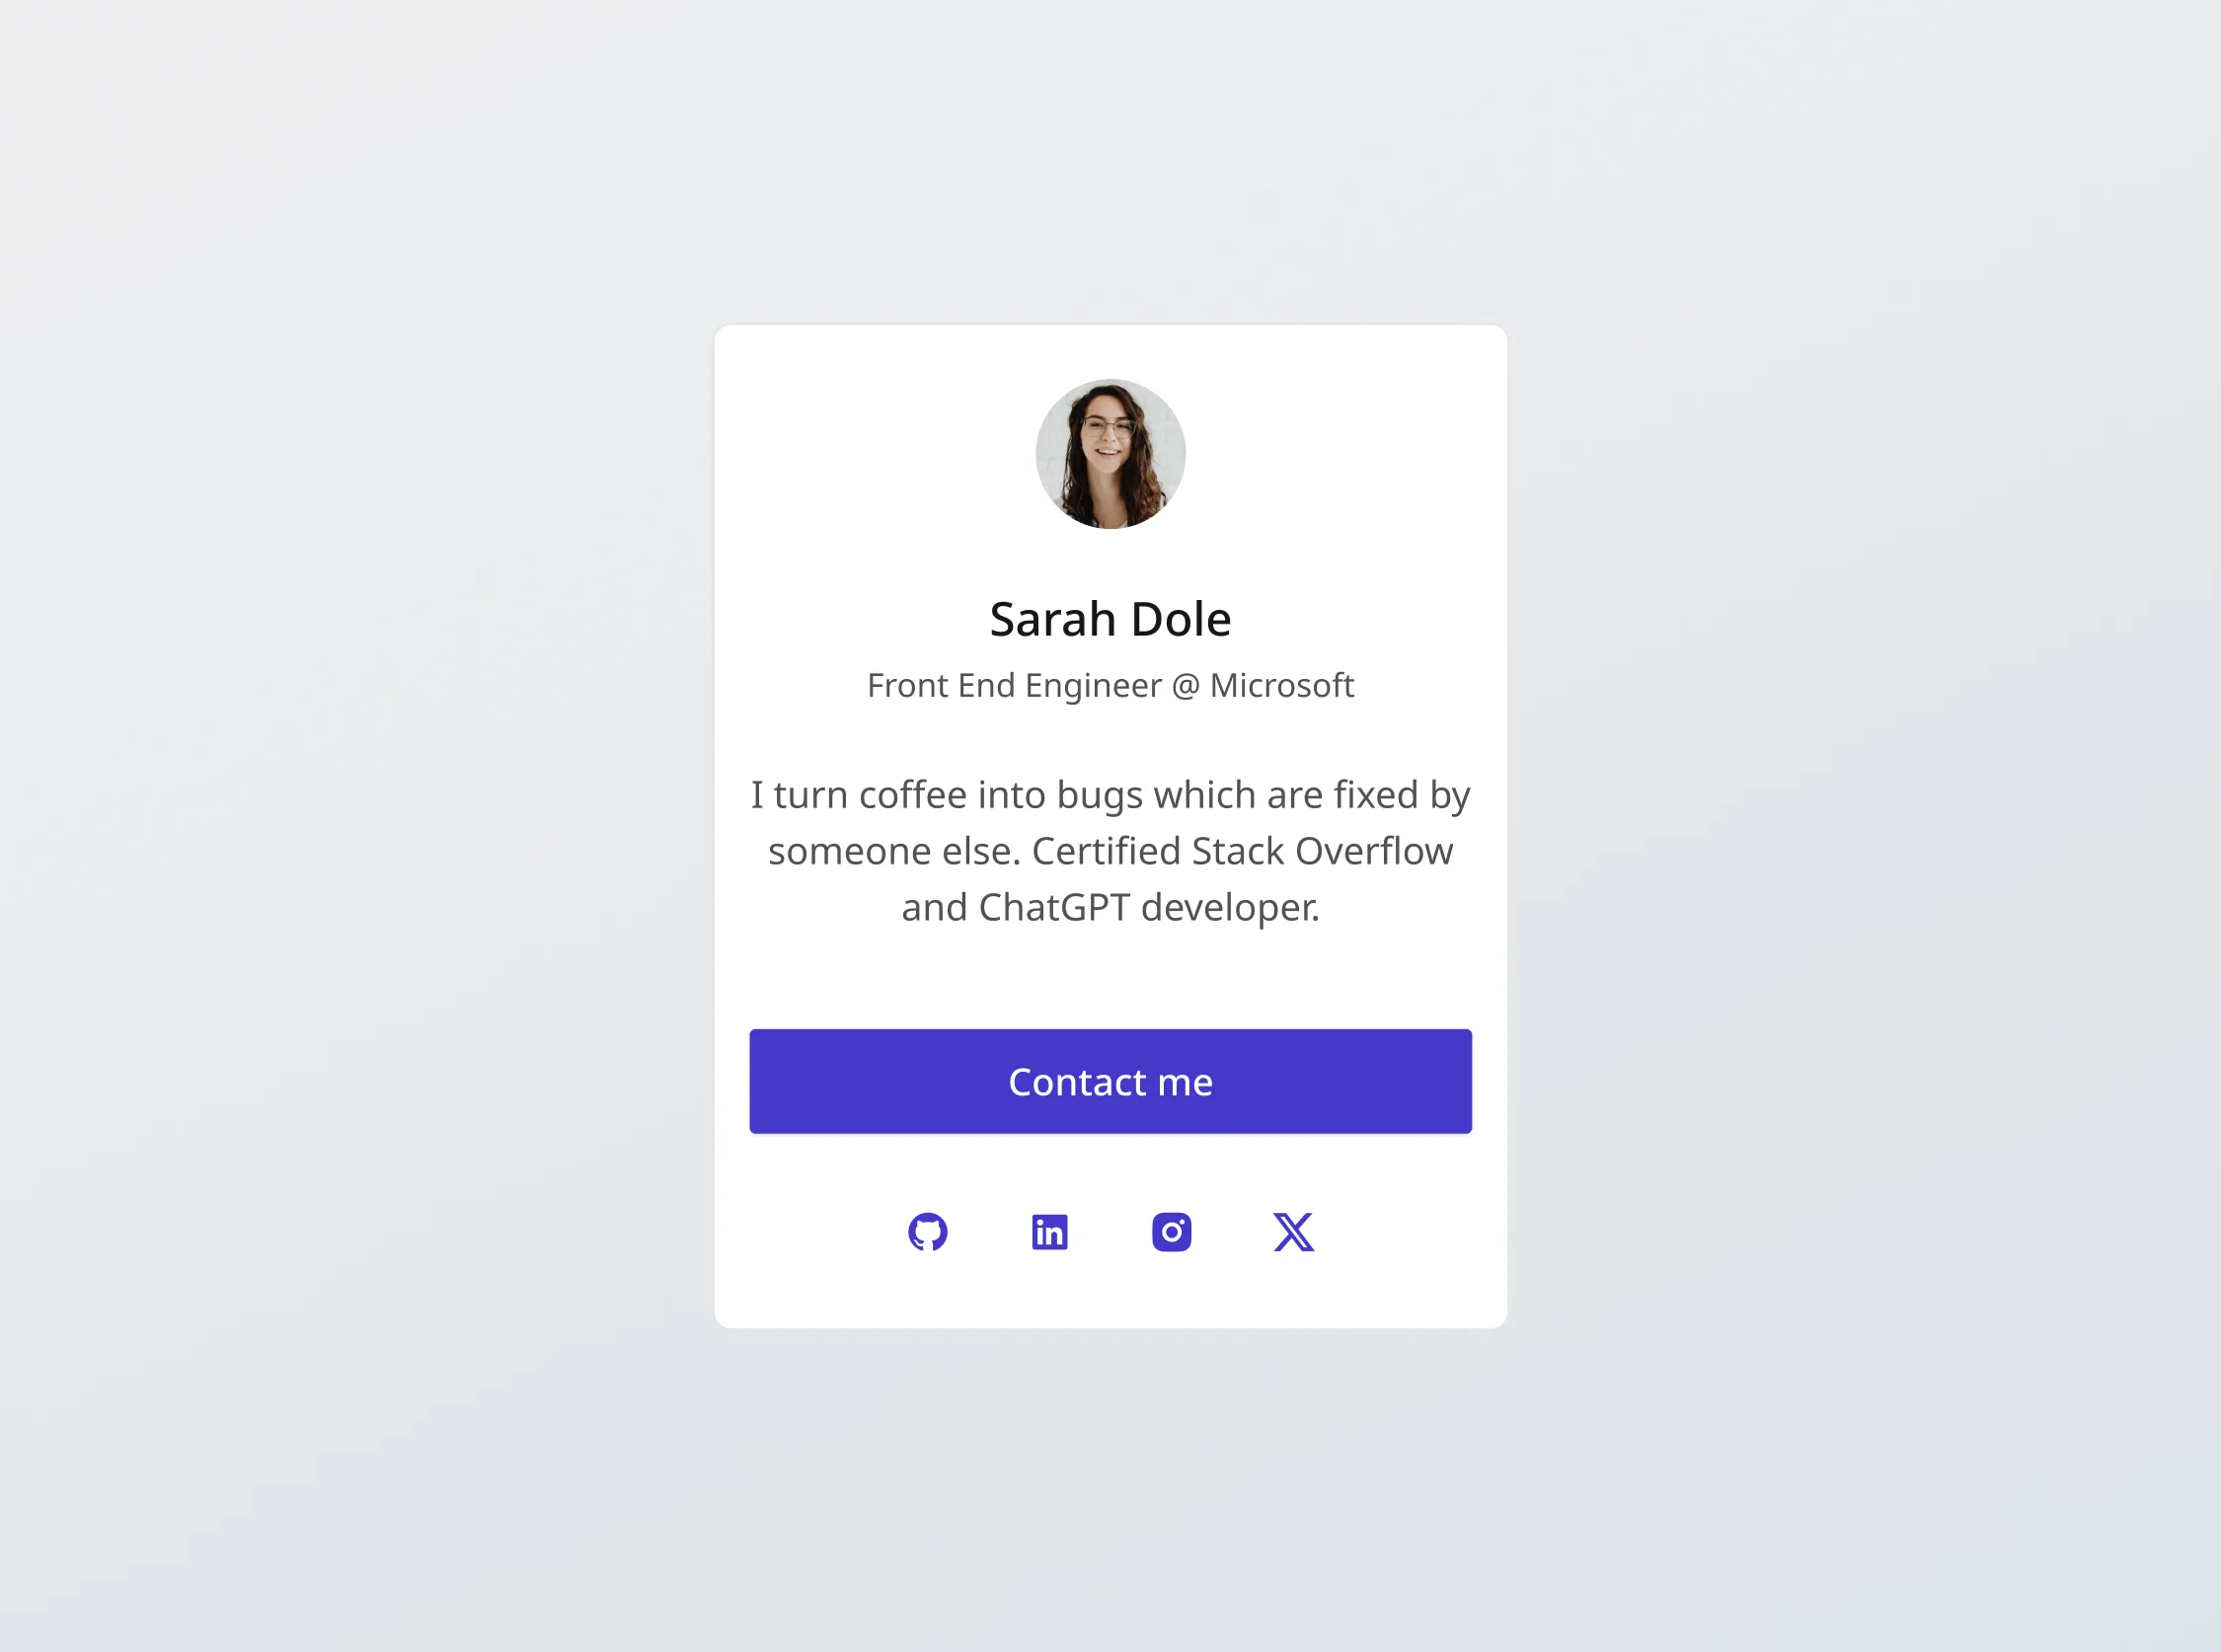 Sarah Dole
Front End Engineer @ Microsoft
I turn coffee into bugs which are fixed by
someone else. Certified Stack Overflow
and ChatGPT developer.
Contact me
in